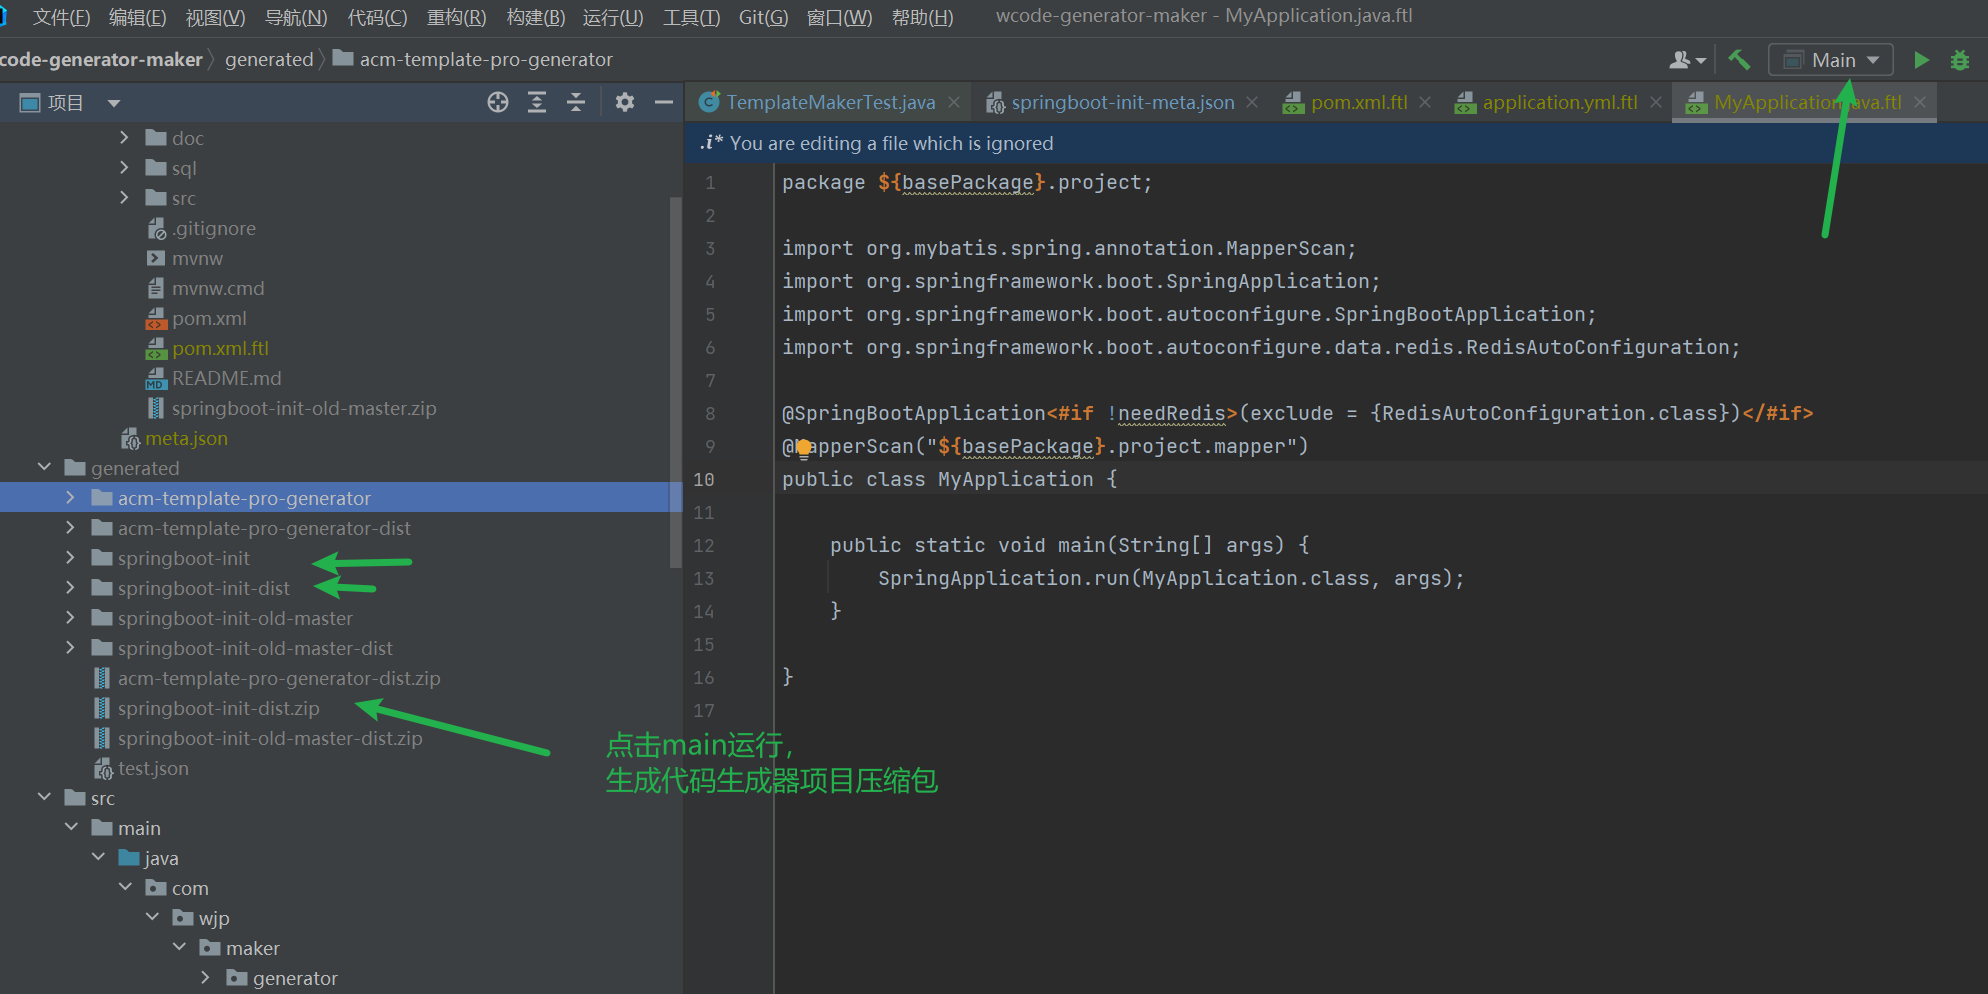 文件(F) 编辑(E) 视图(V) 导航(N) 代码(C) 重构(R) 构建(B) 运行(U) 工具(T) Git(G) 窗口(W) 帮助(H) wcode-generator-maker - MyApplication.java.ftl
code-generator-maker generated acm-template-pro-generator Main
项目
TemplateMakerTest.java springboot-init-meta.json pom.xml.ftl application.yml.ftl MyApplication.java.ftl
.i* You are editing a file which is ignored
doc
sql
src
.gitignore
mvnw
mvnw.cmd
pom.xml
pom.xml.ftl
README.md
springboot-init-old-master.zip
meta.json
generated
acm-template-pro-generator
acm-template-pro-generator-dist
springboot-init
springboot-init-dist
springboot-init-old-master
springboot-init-old-master-dist
acm-template-pro-generator-dist.zip
springboot-init-dist.zip
springboot-init-old-master-dist.zip
test.json
src
main
java
com
wjp
maker
generator
1 package ${basePackage}.project;
2
3 import org.mybatis.spring.annotation.MapperScan;
4 import org.springframework.boot.SpringApplication;
5 import org.springframework.boot.autoconfigure.SpringBootApplication;
6 import org.springframework.boot.autoconfigure.data.redis.RedisAutoConfiguration;
7
8 @SpringBootApplication<#if !needRedis>(exclude = {RedisAutoConfiguration.class})</#if>
9 @MapperScan("${basePackage}.project.mapper")
10 public class MyApplication {
11
12 public static void main(String[] args) {
13 SpringApplication.run(MyApplication.class, args);
14 }
15
16 }
17
点击main运行，
生成代码生成器项目压缩包